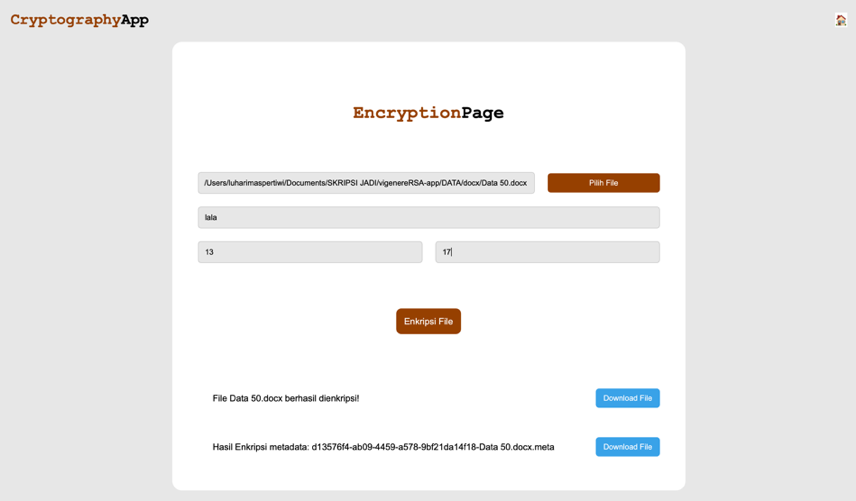 CryptographyApp
EncryptionPage
/Users/luharimaspertiwi/Documents/SKRIPSI JADI/vigenereRSA-app/DATA/docx/Data 50.docx
Pilih File
lala
13
17
Enkripsi File
File Data 50.docx berhasil dienkripsi!
Download File
Hasil Enkripsi metadata: d13576f4-ab09-4459-a578-9bf21da14f18-Data 50.docx.meta
Download File